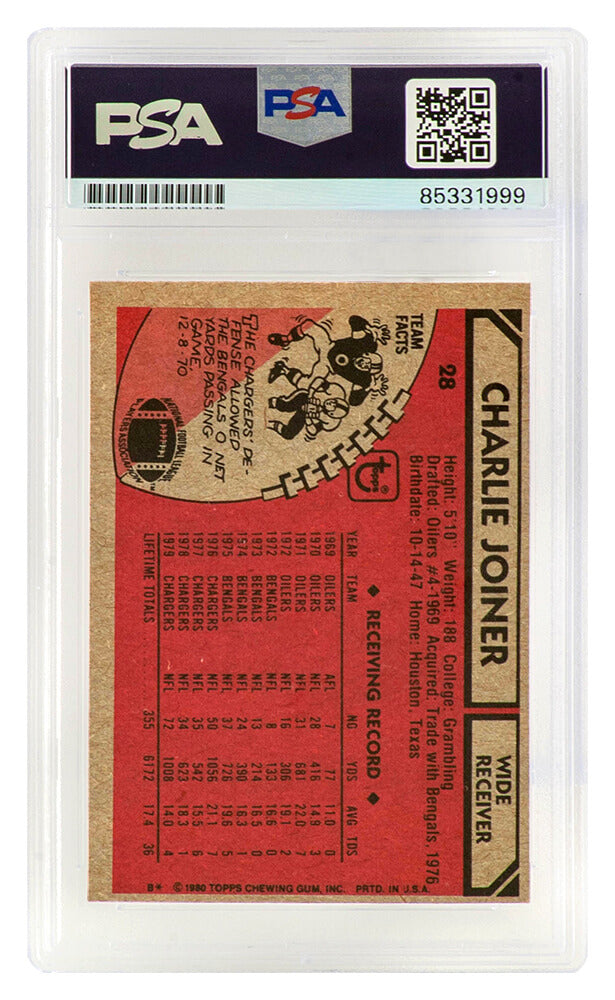 PSA
PSA
85331999
CHARLIE JOINER
WIDE
RECEIVER
28
Height: 5'10" Weight: 188 College: Grambling
Drafted: Oilers #4-1969 Acquired: Trade with Bengals, 1976
Birthdate: 10-14-47 Home: Houston, Texas
TEAM
FACTS
THE CHARGERS' DE-
FENSE ALLOWED
THE BENGALS 0 NET
YARDS PASSING IN
GAME,
12-8-70
topps
NATIONAL FOOTBALL LEAGUE
PLAYERS ASSOCIATION
◆ RECEIVING RECORD ◆
YEAR TEAM NO YDS AVG TDS
1969 OILERS AFL 7 77 11.0 0
1970 OILERS NFL 28 416 14.9 3
1971 OILERS NFL 31 681 22.0 7
1972 OILERS NFL 16 306 19.1 2
1972 BENGALS NFL 8 133 16.6 0
1973 BENGALS NFL 13 214 16.5 0
1974 BENGALS NFL 24 390 16.3 1
1975 BENGALS NFL 37 726 19.6 5
1976 CHARGERS NFL 50 1056 21.1 7
1977 CHARGERS NFL 35 542 15.5 6
1978 CHARGERS NFL 34 623 18.3 1
1979 CHARGERS NFL 72 1008 14.0 4
LIFETIME TOTALS 355 6172 17.4 36
B* © 1980 TOPPS CHEWING GUM, INC. PRTD. IN U.S.A.